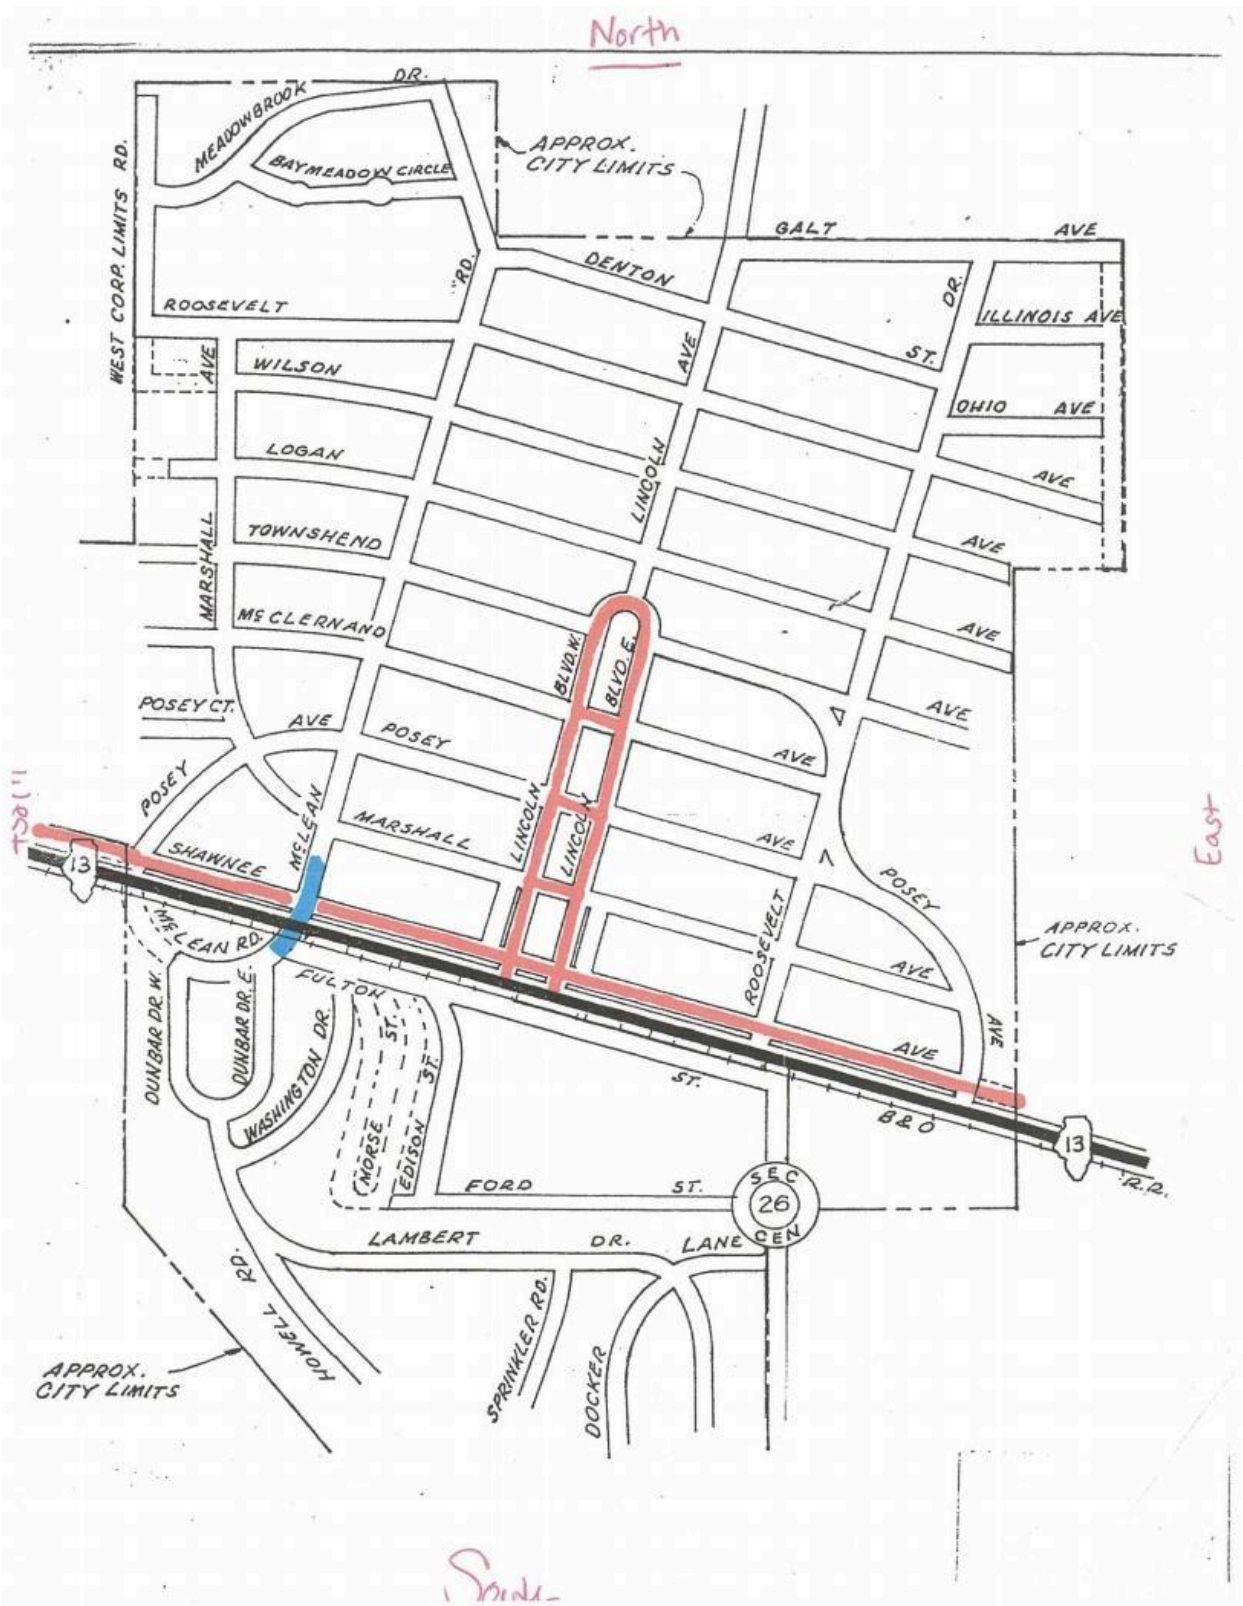 North
DR.
MEADOWBROOK
BAYMEADOW CIRCLE
APPROX.
CITY LIMITS
WEST CORP. LIMITS RD.
GALT AVE
RD.
DENTON
DR.
ROOSEVELT
ILLINOIS AVE
AVE
WILSON
AVE
ST.
OHIO AVE
LOGAN
LINCOLN
AVE
MARSHALL
TOWNSHEND
AVE
McCLERNAND
AVE
BLVD. W.
BLVD. E.
POSEY CT.
AVE
POSEY
AVE
AVE
POSEY
McLEAN
LINCOLN
LINCOLN
East
SHAWNEE
MARSHALL
AVE
13
POSEY
ROOSEVELT
APPROX.
CITY LIMITS
McLEAN RD.
AVE
FULTON
DUNBAR DR. W.
DUNBAR DR. E.
WASHINGTON DR.
ST.
AVE
AVE
ST.
ST.
B & O
13
MORSE
EDISON
R.R.
FORD ST.
SEC
26
CEN
LAMBERT DR. LANE
HOWELL RD.
SPRINKLER RD.
DOCKER
APPROX.
CITY LIMITS